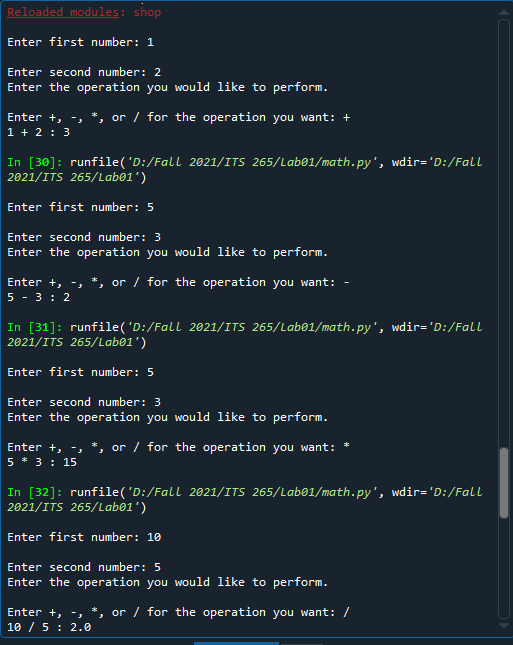 Reloaded modules: shop
Enter first number: 1
Enter second number: 2
Enter the operation you would like to perform.
Enter +, -, *, or / for the operation you want: +
1 + 2 : 3
In [30]: runfile('D:/Fall 2021/ITS 265/Lab01/math.py', wdir='D:/Fall
2021/ITS 265/Lab01')
Enter first number: 5
Enter second number: 3
Enter the operation you would like to perform.
Enter +, -, *, or / for the operation you want: -
5 - 3 : 2
In [31]: runfile('D:/Fall 2021/ITS 265/Lab01/math.py', wdir='D:/Fall
2021/ITS 265/Lab01')
Enter first number: 5
Enter second number: 3
Enter the operation you would like to perform.
Enter +, -, *, or / for the operation you want: *
5 * 3 : 15
In [32]: runfile('D:/Fall 2021/ITS 265/Lab01/math.py', wdir='D:/Fall
2021/ITS 265/Lab01')
Enter first number: 10
Enter second number: 5
Enter the operation you would like to perform.
Enter +, -, *, or / for the operation you want: /
10 / 5 : 2.0